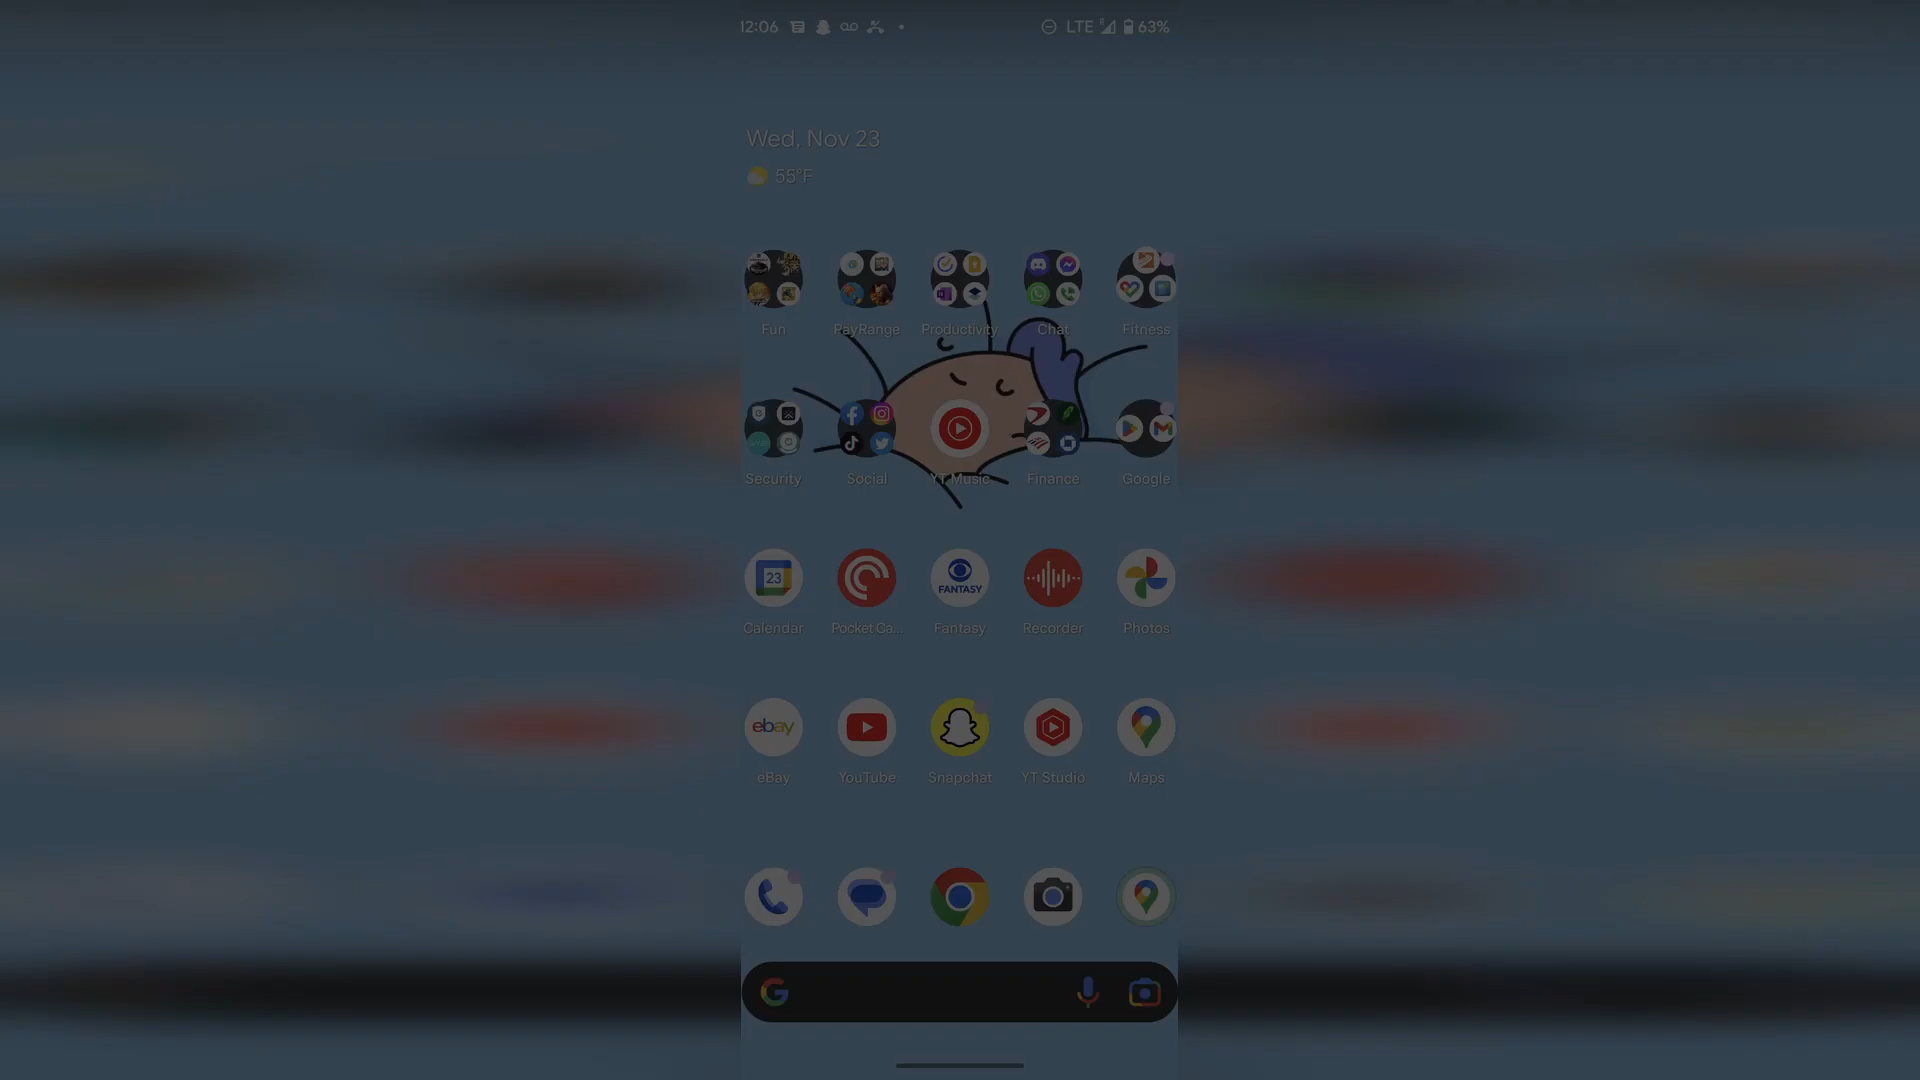 12:06 LTE 63%
Wed, Nov 23
55°F
Fun PayRange Productivity Chat Fitness
Security Social YT Music Finance Google
23 FANTASY
Calendar Pocket Ca... Fantasy Recorder Photos
ebay
eBay YouTube Snapchat YT Studio Maps